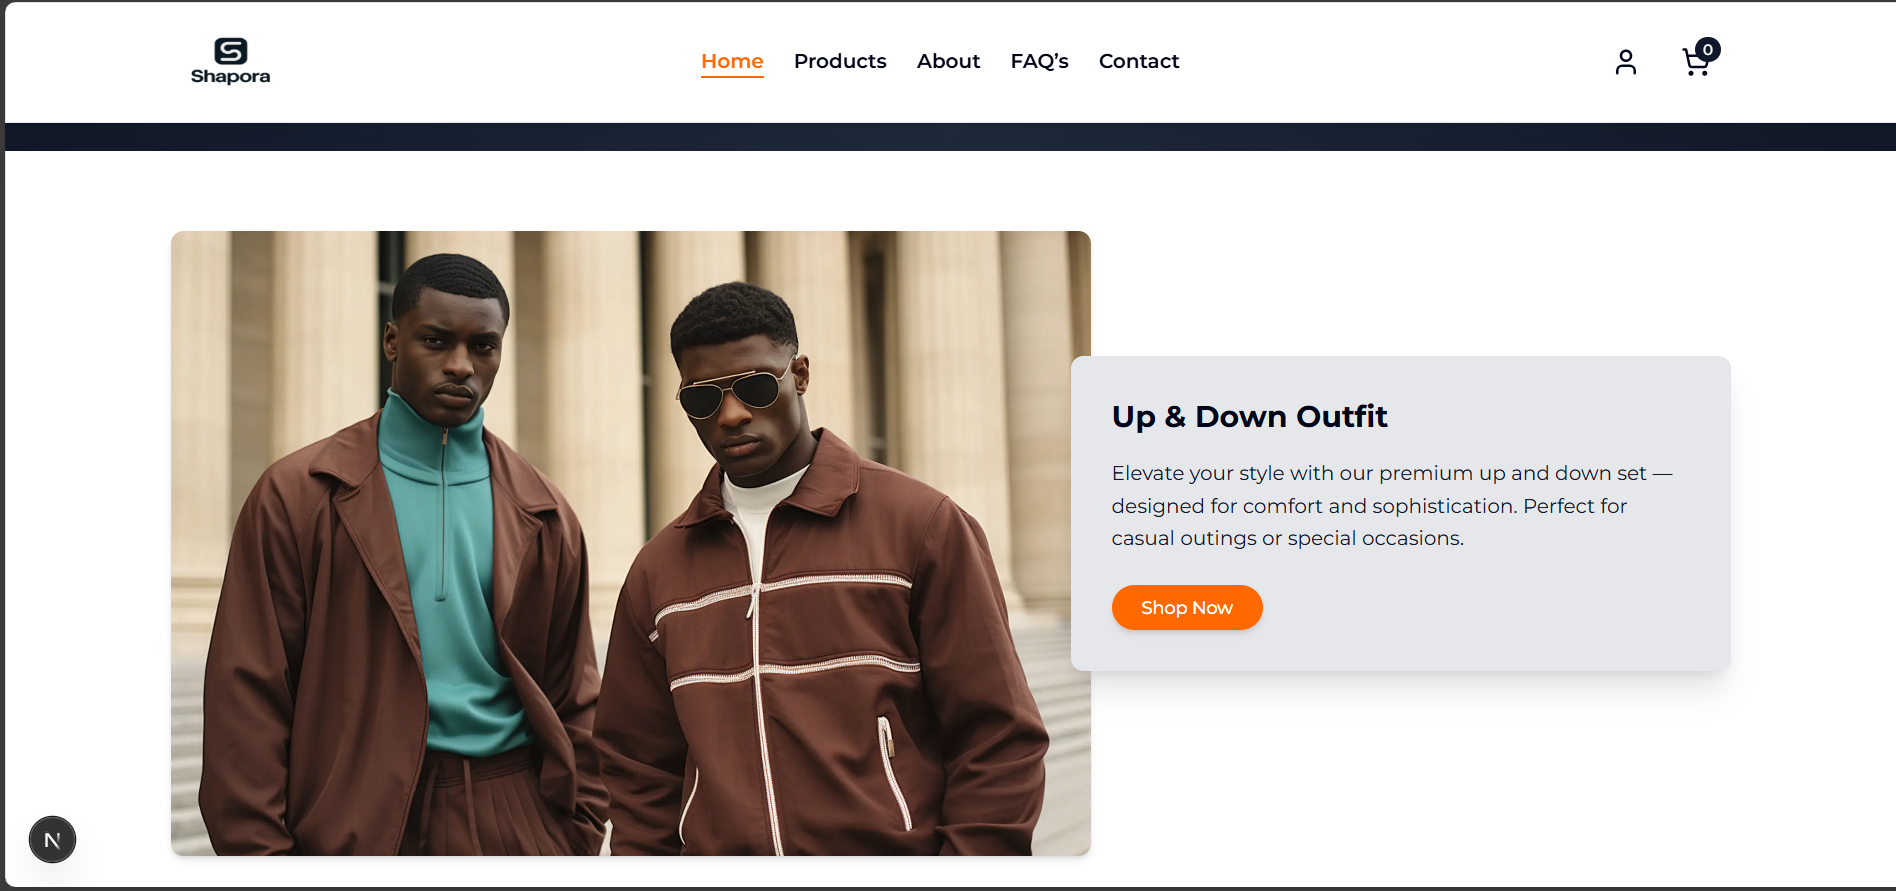 S
Shapora
Home Products About FAQ’s Contact
0
Up & Down Outfit
Elevate your style with our premium up and down set —
designed for comfort and sophistication. Perfect for
casual outings or special occasions.
Shop Now
N